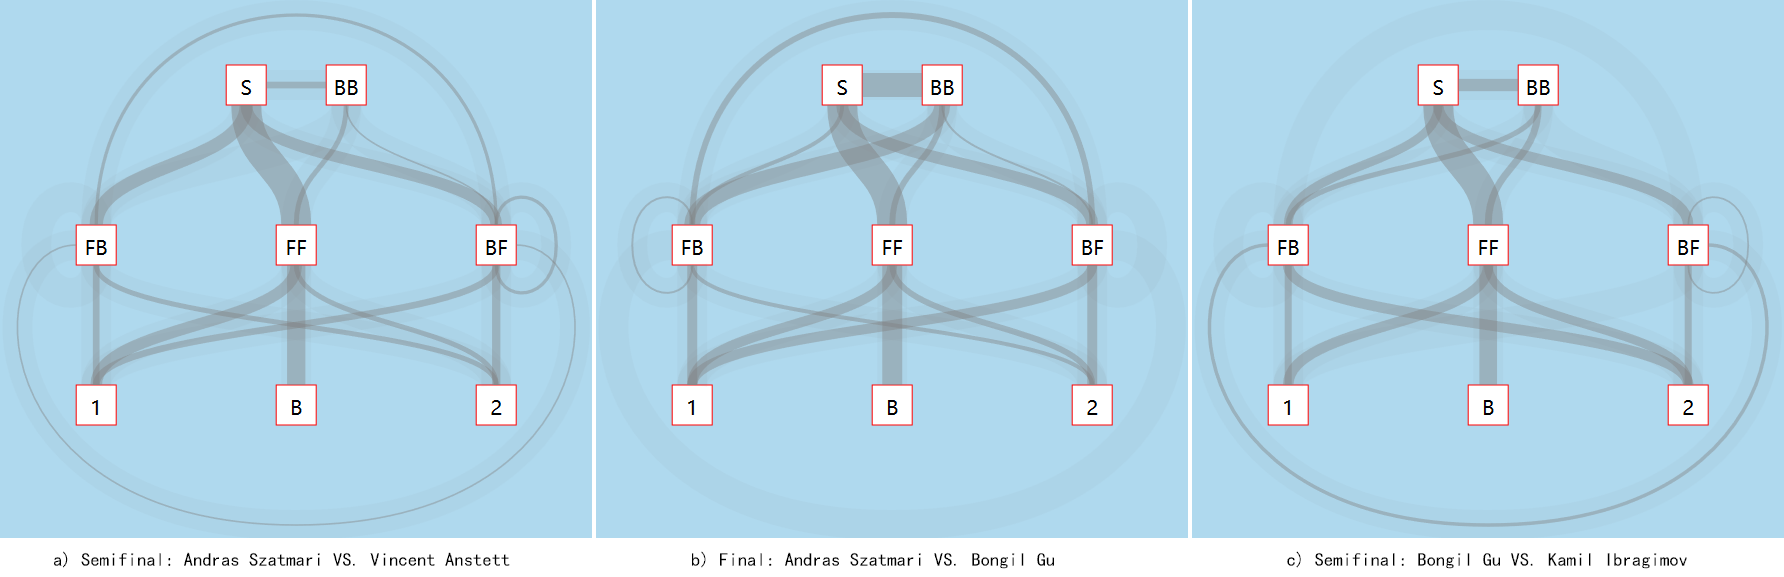 S BB
FB FF BF
1 B 2
a) Semifinal: Andras Szatmari VS. Vincent Anstett
S BB
FB FF BF
1 B 2
b) Final: Andras Szatmari VS. Bongil Gu
S BB
FB FF BF
1 B 2
c) Semifinal: Bongil Gu VS. Kamil Ibragimov